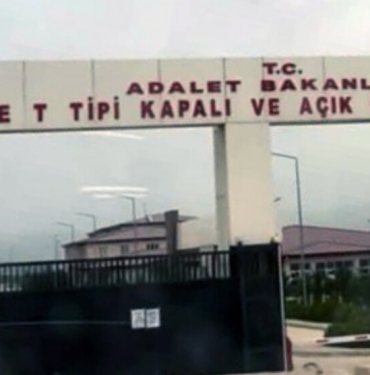 T.C.
ADALET BAKANL
E T TİPİ KAPALI VE AÇIK